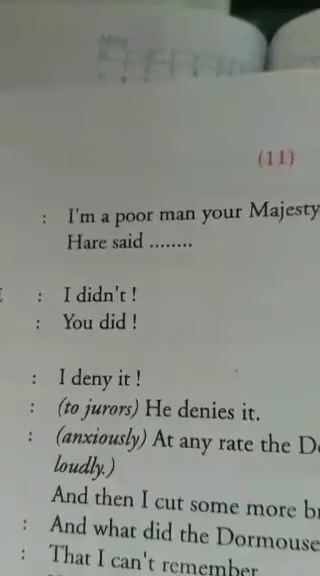 (11)
: I'm a poor man your Majesty
Hare said ........
: I didn't !
: You did !
: I deny it !
: (to jurors) He denies it.
: (anxiously) At any rate the
loudly.)
And then I cut some more
: And what did the Dormouse
: That I can't remember